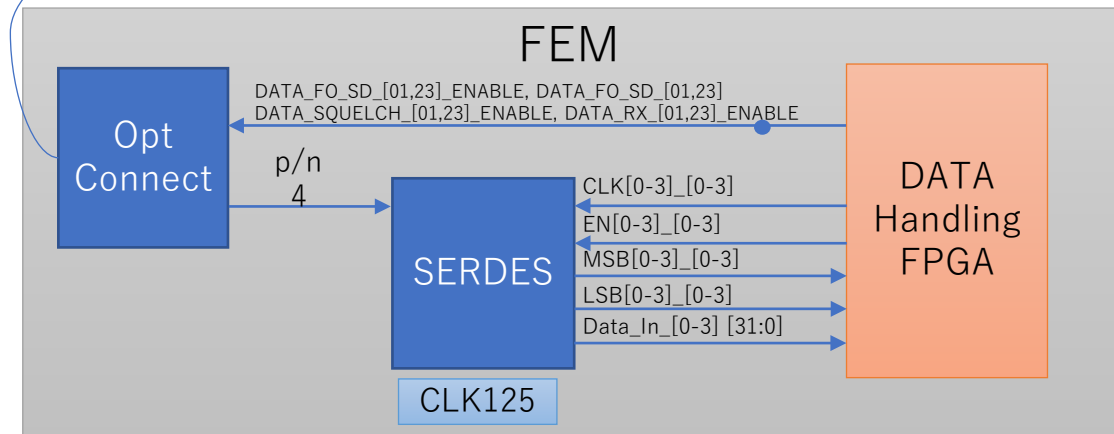 FEM
DATA_FO_SD_[01,23]_ENABLE, DATA_FO_SD_[01,23]
DATA_SQUELCH_[01,23]_ENABLE, DATA_RX_[01,23]_ENABLE
Opt
Connect
p/n
4
SERDES
CLK[0-3]_[0-3]
EN[0-3]_[0-3]
MSB[0-3]_[0-3]
LSB[0-3]_[0-3]
Data_In_[0-3] [31:0]
DATA
Handling
FPGA
CLK125